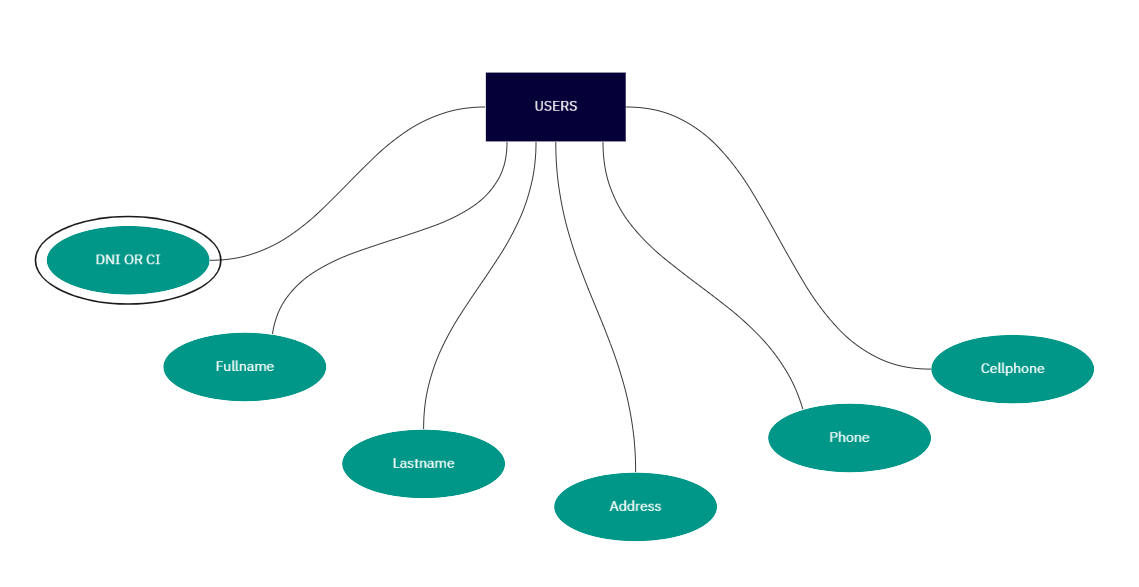 USERS
DNI OR CI
Fullname
Lastname
Address
Phone
Cellphone